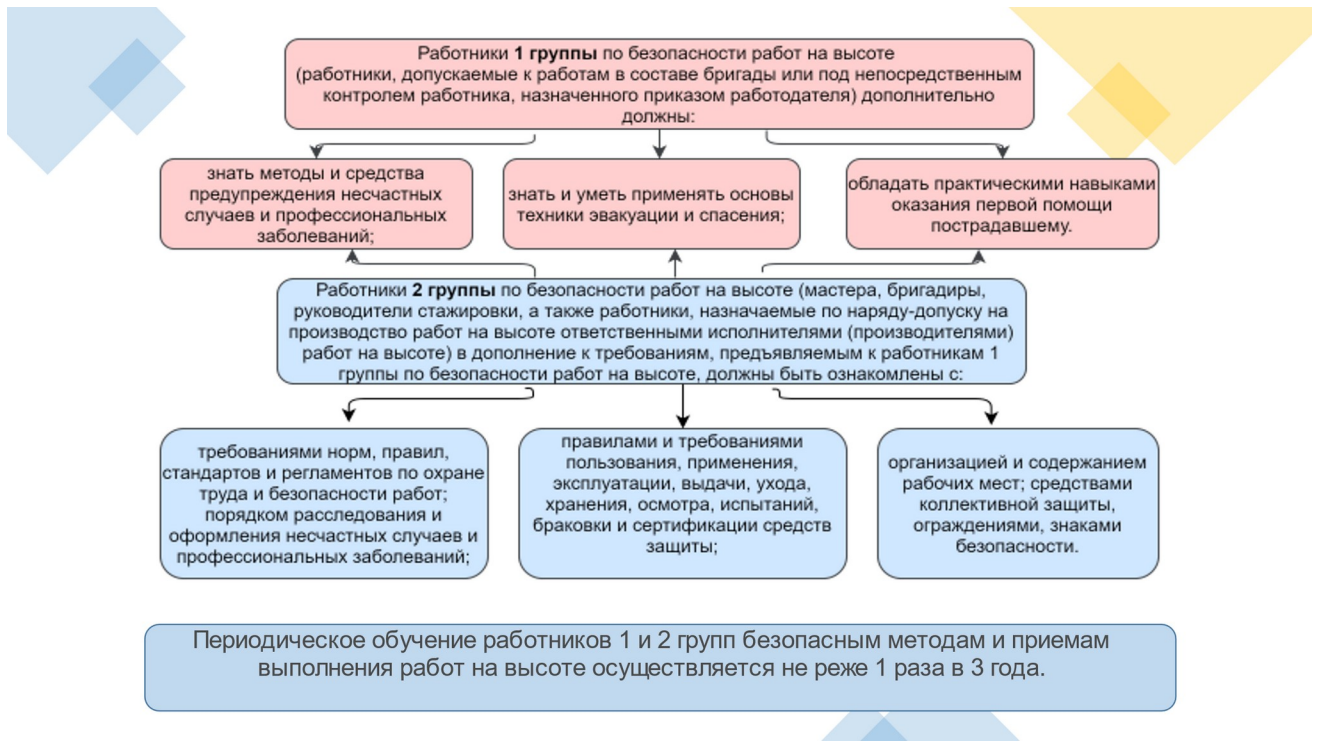 Работники 1 группы по безопасности работ на высоте
(работники, допускаемые к работам в составе бригады или под непосредственным
контролем работника, назначенного приказом работодателя) дополнительно
должны:
знать методы и средства
предупреждения несчастных
случаев и профессиональных
заболеваний;
знать и уметь применять основы
техники эвакуации и спасения;
обладать практическими навыками
оказания первой помощи
пострадавшему.
Работники 2 группы по безопасности работ на высоте (мастера, бригадиры,
руководители стажировки, а также работники, назначаемые по наряду-допуску на
производство работ на высоте ответственными исполнителями (производителями)
работ на высоте) в дополнение к требованиям, предъявляемым к работникам 1
группы по безопасности работ на высоте, должны быть ознакомлены с:
требованиями норм, правил,
стандартов и регламентов по охране
труда и безопасности работ;
порядком расследования и
оформления несчастных случаев и
профессиональных заболеваний;
правилами и требованиями
пользования, применения,
эксплуатации, выдачи, ухода,
хранения, осмотра, испытаний,
браковки и сертификации средств
защиты;
организацией и содержанием
рабочих мест; средствами
коллективной защиты,
ограждениями, знаками
безопасности.
Периодическое обучение работников 1 и 2 групп безопасным методам и приемам
выполнения работ на высоте осуществляется не реже 1 раза в 3 года.